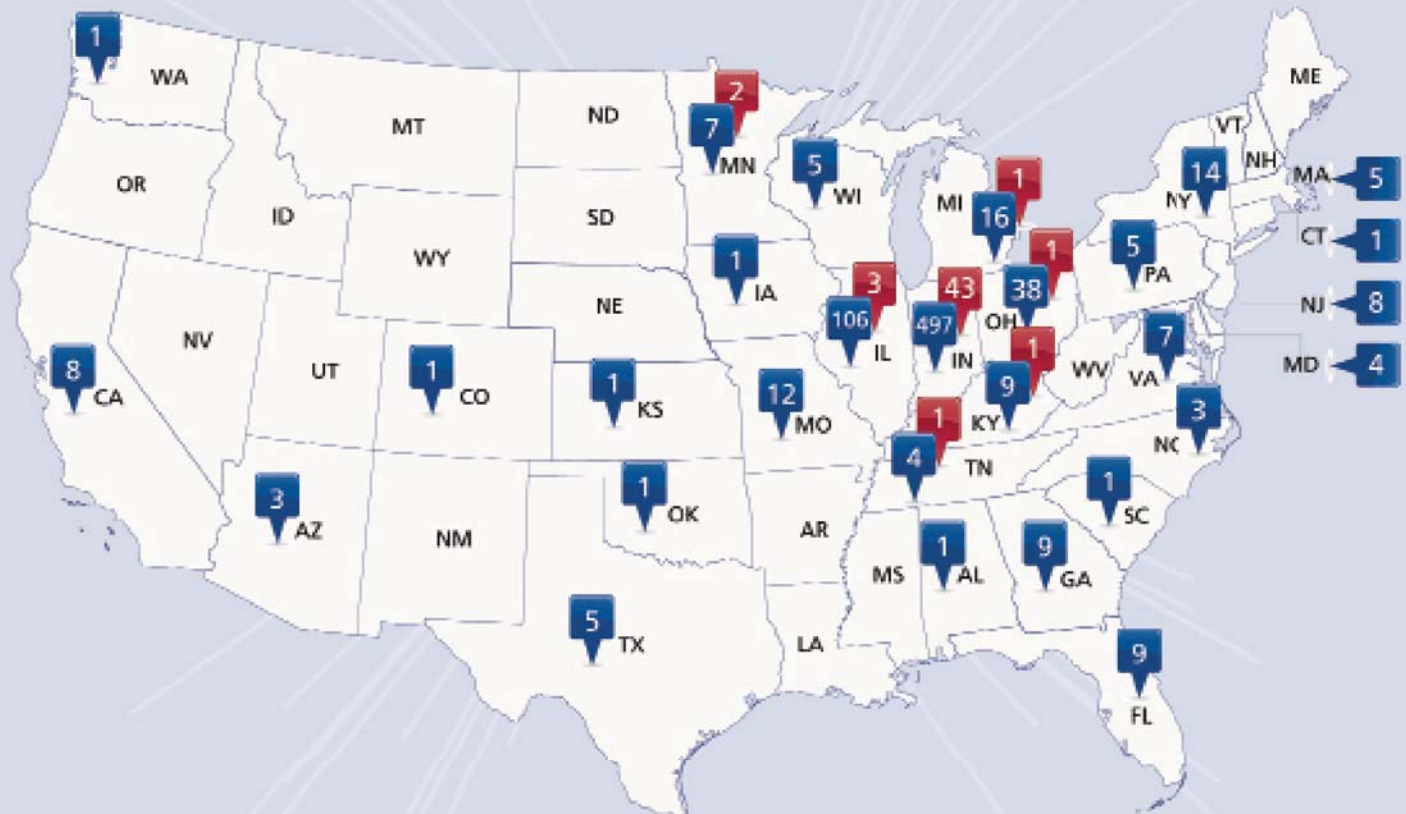 1
WA
MT
ND
2
7
MN
ME
VT
NH
OR
ID
SD
5
WI
MI
1
16
14
NY
MA 5
WY
1
IA
1
5
PA
CT 1
NE
3
106
IL
43
497
IN
38
OH
NJ 8
NV
UT
8
CA
1
CO
1
KS
12
MO
1
9
KY
WV
7
VA
MD 4
3
NC
1
4
TN
3
AZ
NM
1
OK
AR
1
SC
MS
1
AL
9
GA
5
TX
LA
9
FL